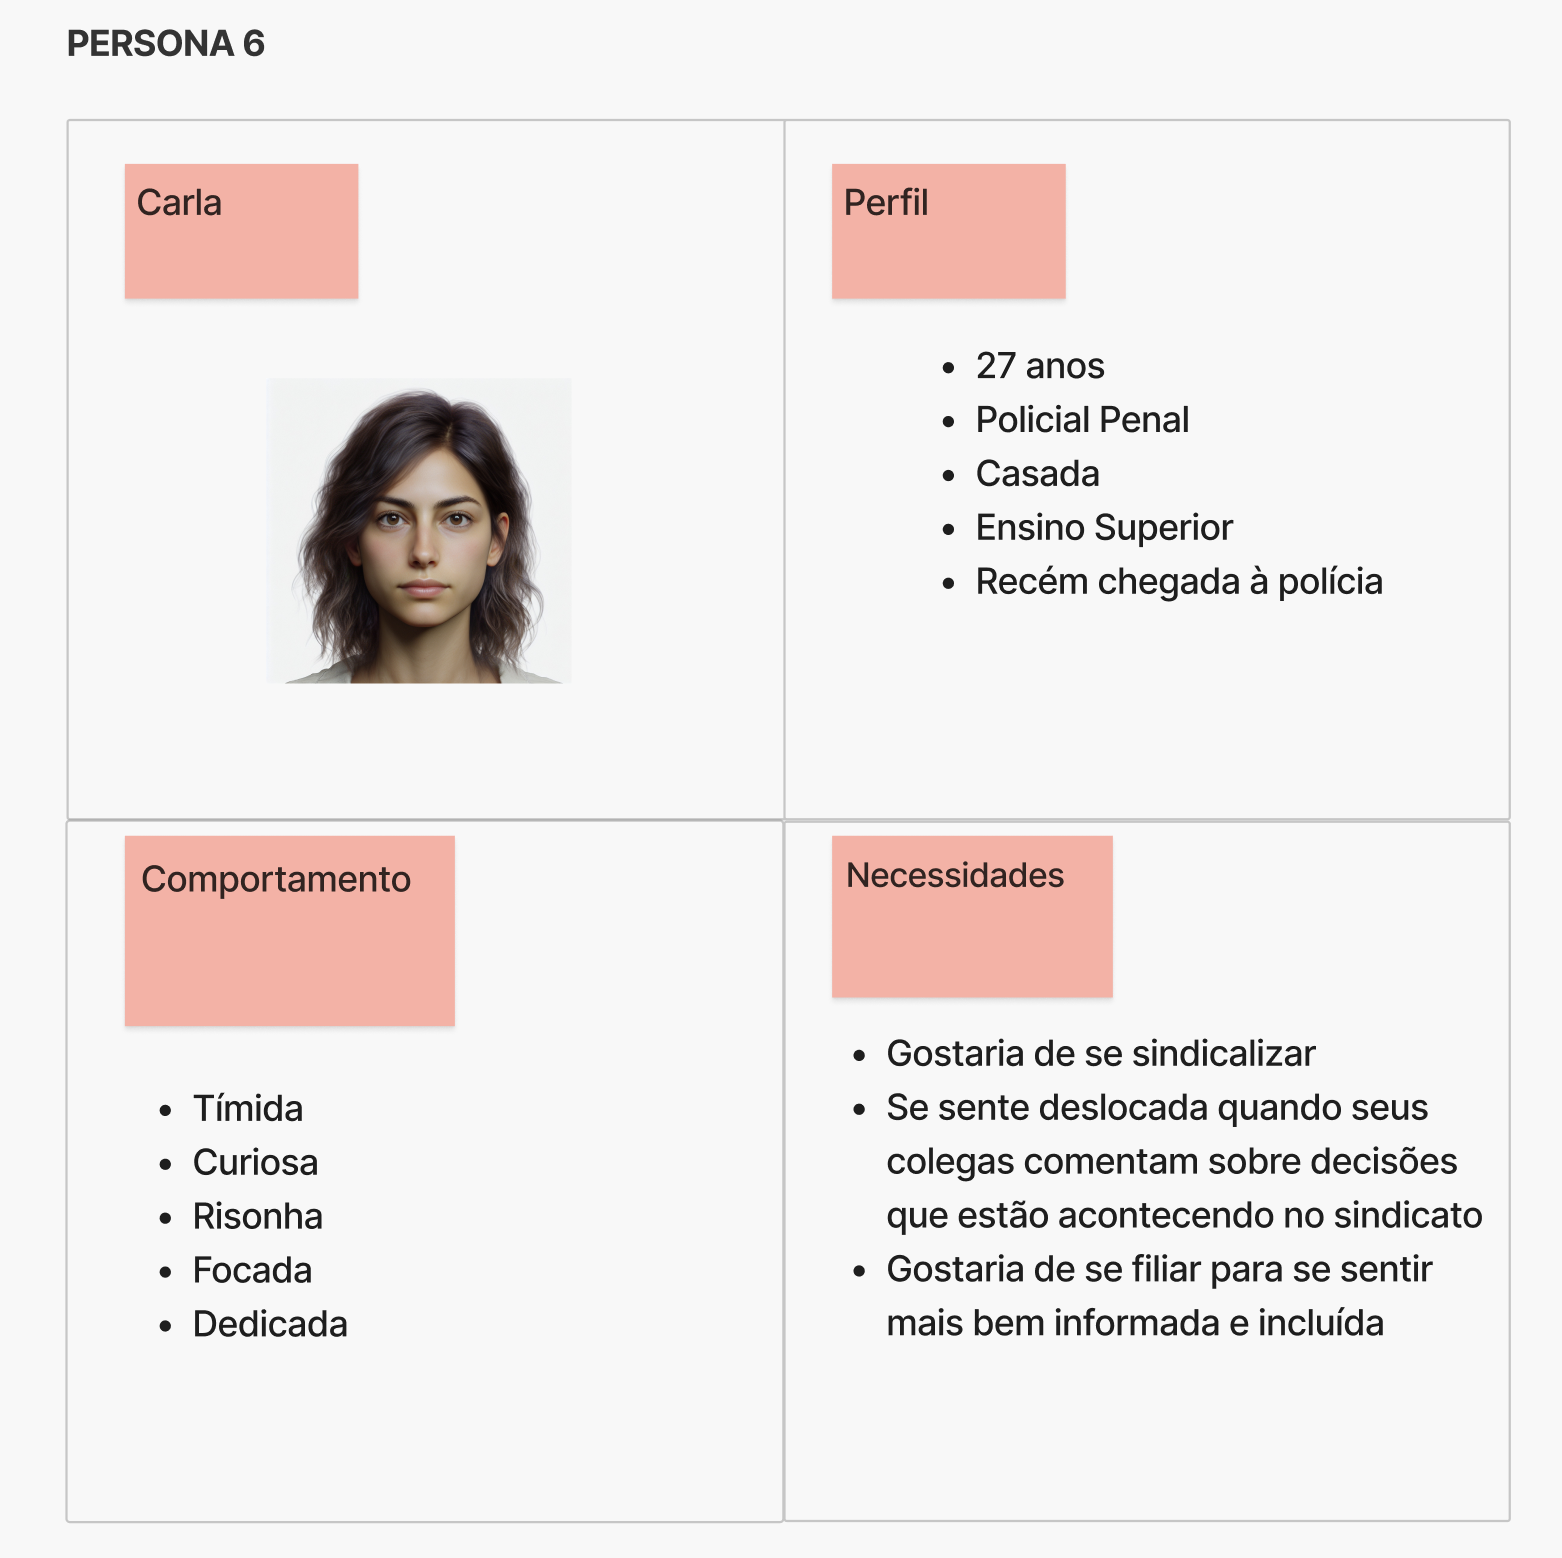 PERSONA 6
Carla
Perfil
• 27 anos
• Policial Penal
• Casada
• Ensino Superior
• Recém chegada à polícia
Comportamento
• Tímida
• Curiosa
• Risonha
• Focada
• Dedicada
Necessidades
• Gostaria de se sindicalizar
• Se sente deslocada quando seus
colegas comentam sobre decisões
que estão acontecendo no sindicato
• Gostaria de se filiar para se sentir
mais bem informada e incluída